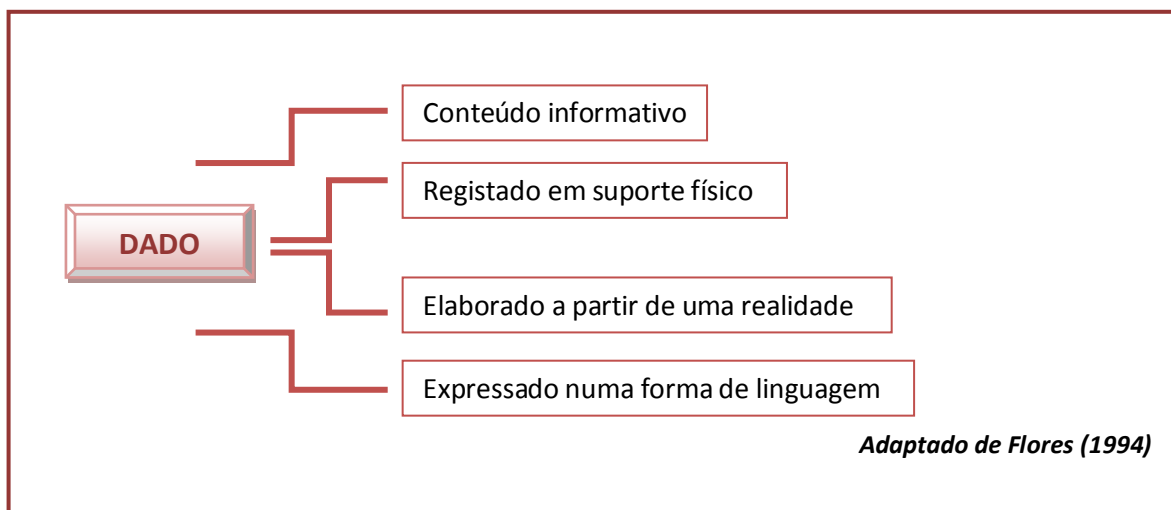 Conteúdo informativo
Registado em suporte físico
DADO
Elaborado a partir de uma realidade
Expressado numa forma de linguagem
Adaptado de Flores (1994)